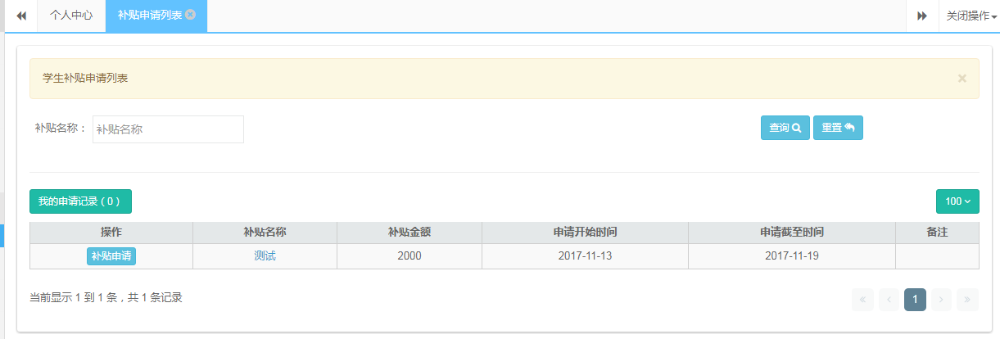 个人中心 补贴申请列表 关闭操作
学生补贴申请列表 ×
补贴名称： 补贴名称 查询 重置
我的申请记录（0） 100
操作 补贴名称 补贴金额 申请开始时间 申请截至时间 备注
补贴申请 测试 2000 2017-11-13 2017-11-19
当前显示 1 到 1 条，共 1 条记录 « ‹ 1 › »